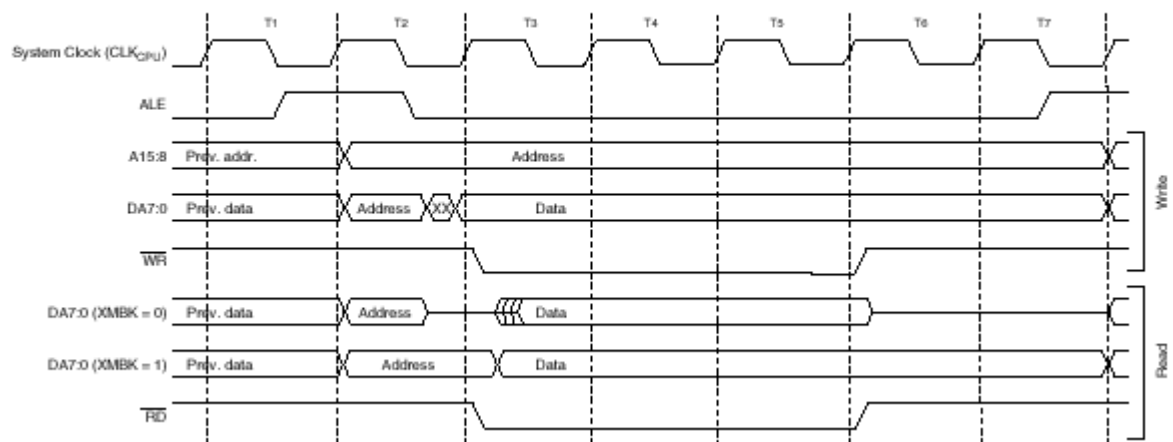 T1 T2 T3 T4 T5 T6 T7
System Clock (CLKCPU)
ALE
A15:8 Prev. addr. Address
DA7:0 Prev. data Address XX Data
WR
Write
DA7:0 (XMBK = 0) Prev. data Address Data
DA7:0 (XMBK = 1) Prev. data Address Data
RD
Read